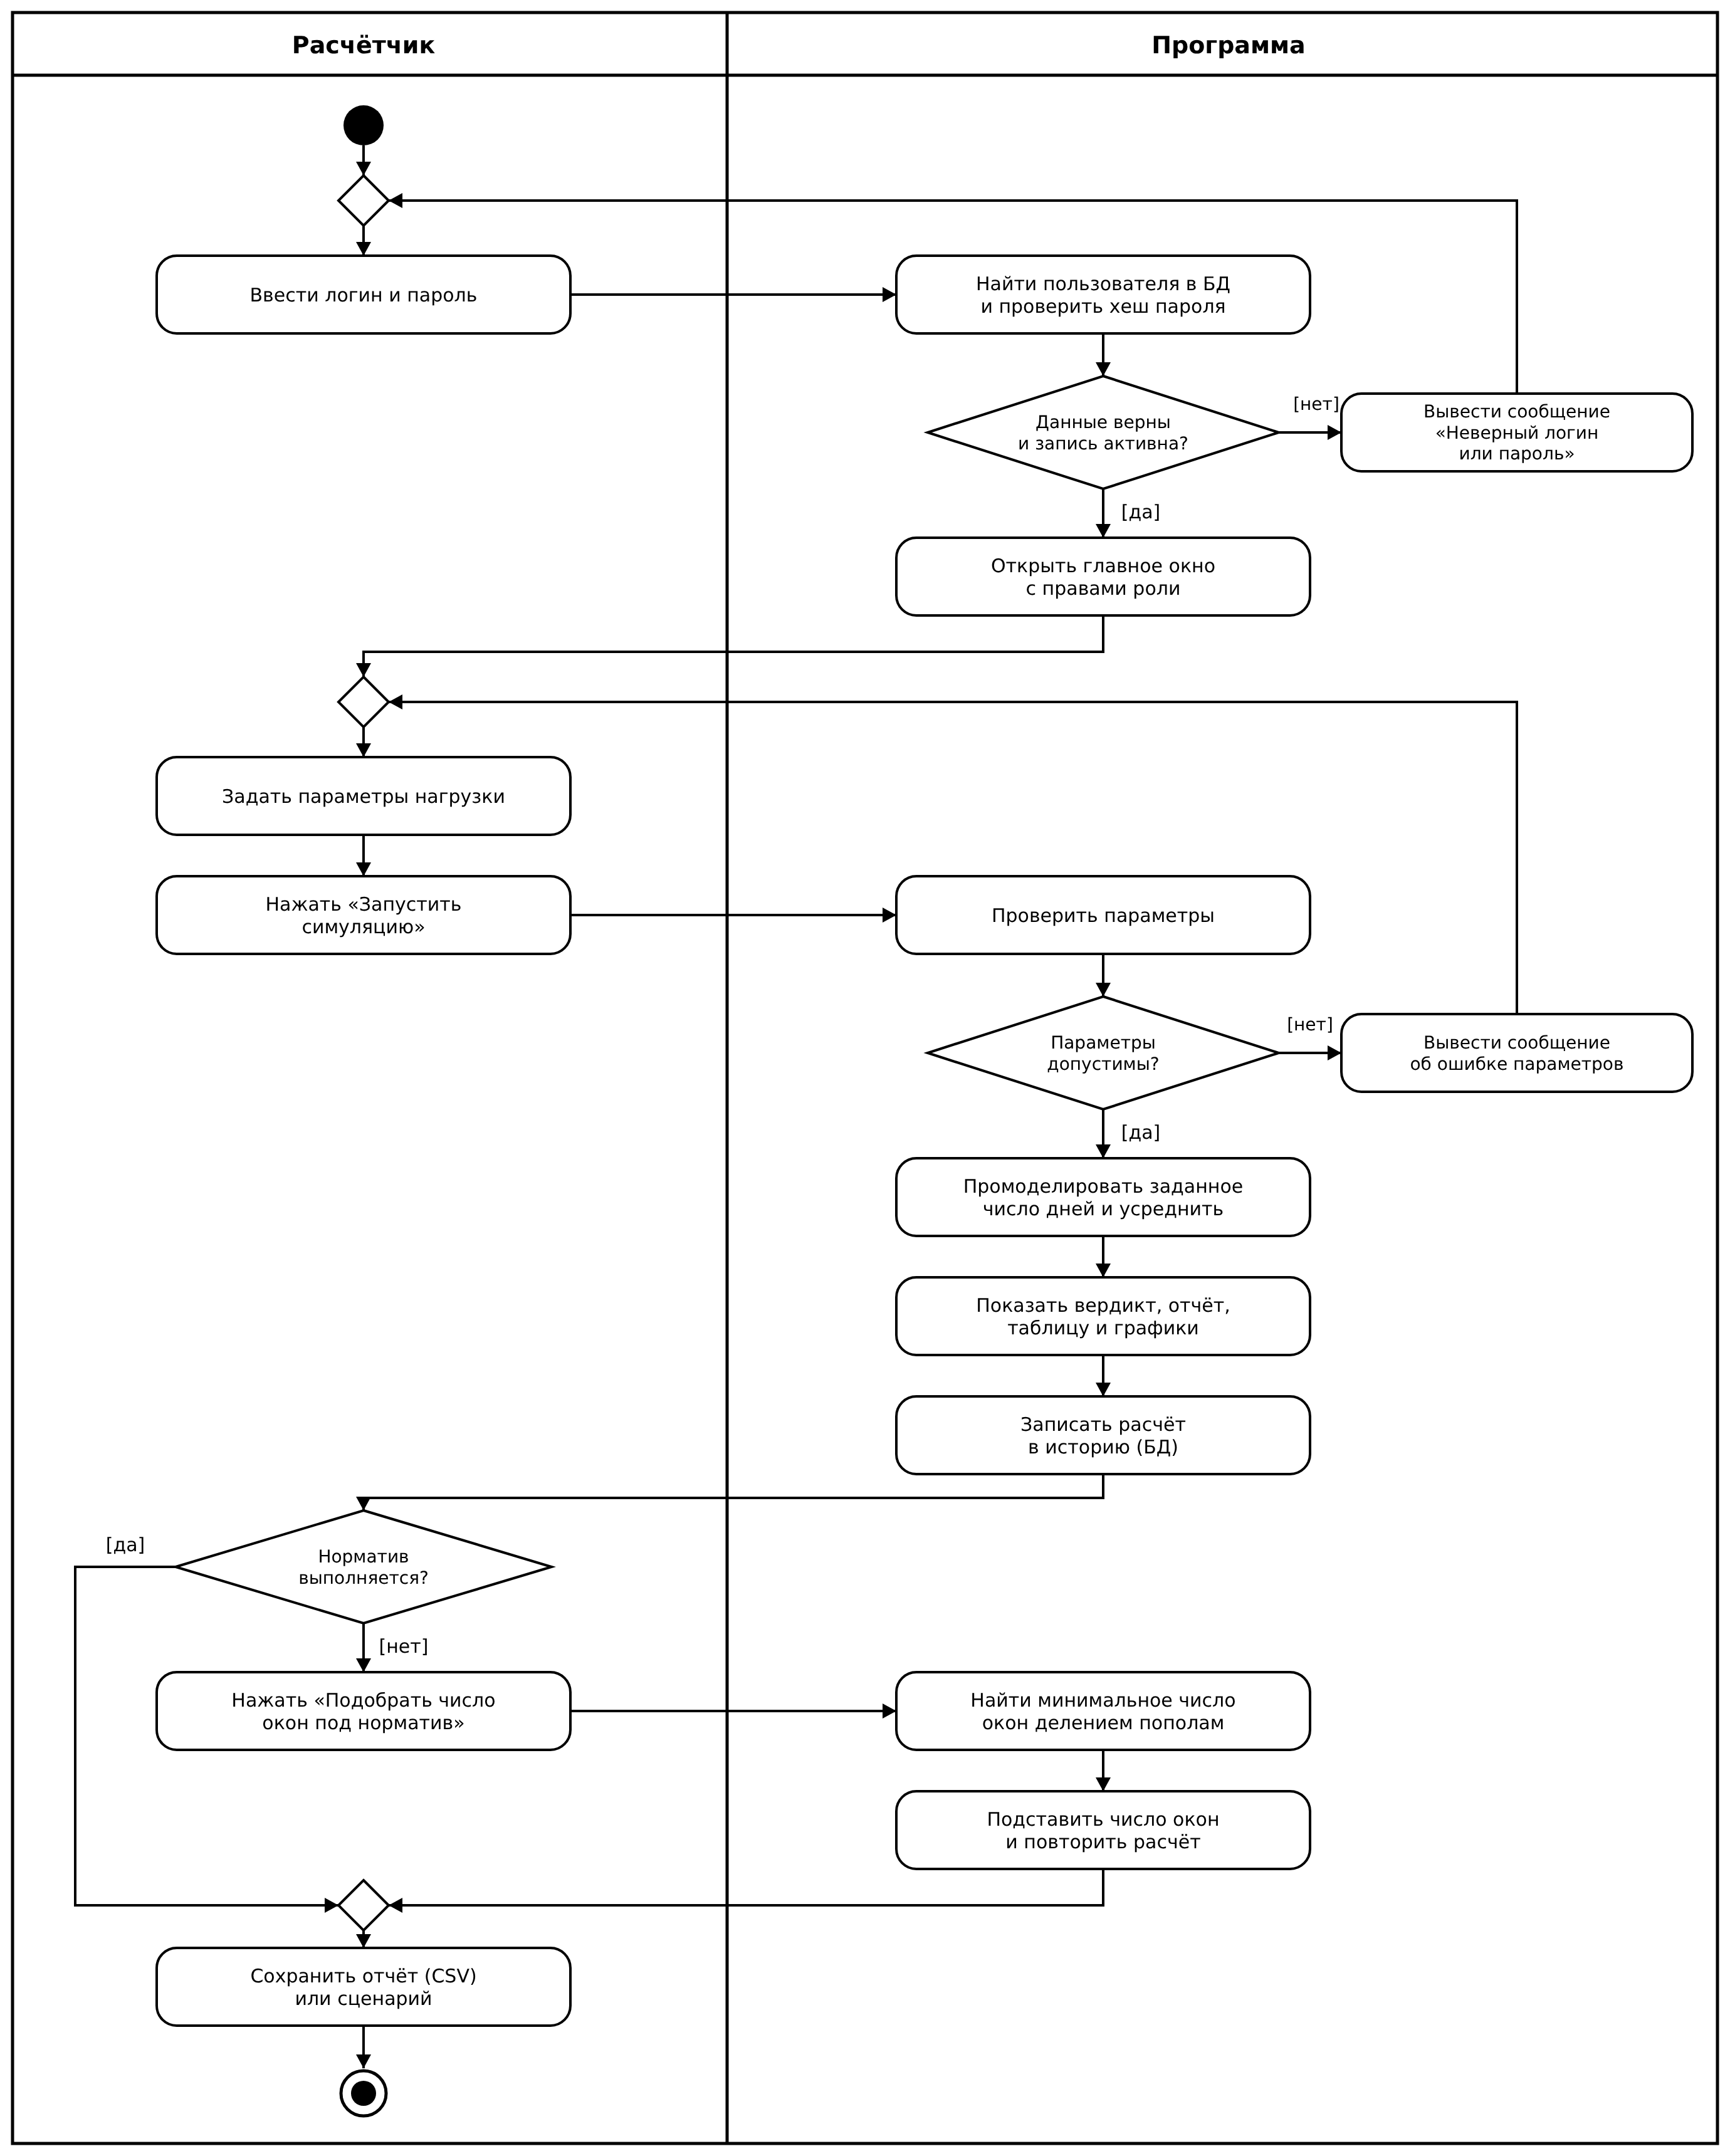 Расчётчик
Программа
Ввести логин и пароль
Найти пользователя в БД
и проверить хеш пароля
Данные верны
и запись активна?
[нет]
Вывести сообщение
«Неверный логин
или пароль»
[да]
Открыть главное окно
с правами роли
Задать параметры нагрузки
Нажать «Запустить
симуляцию»
Проверить параметры
Параметры
допустимы?
[нет]
Вывести сообщение
об ошибке параметров
[да]
Промоделировать заданное
число дней и усреднить
Показать вердикт, отчёт,
таблицу и графики
Записать расчёт
в историю (БД)
[да]
Норматив
выполняется?
[нет]
Нажать «Подобрать число
окон под норматив»
Найти минимальное число
окон делением пополам
Подставить число окон
и повторить расчёт
Сохранить отчёт (CSV)
или сценарий